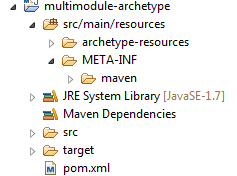 multimodule-archetype
src/main/resources
archetype-resources
META-INF
maven
JRE System Library [JavaSE-1.7]
Maven Dependencies
src
target
pom.xml